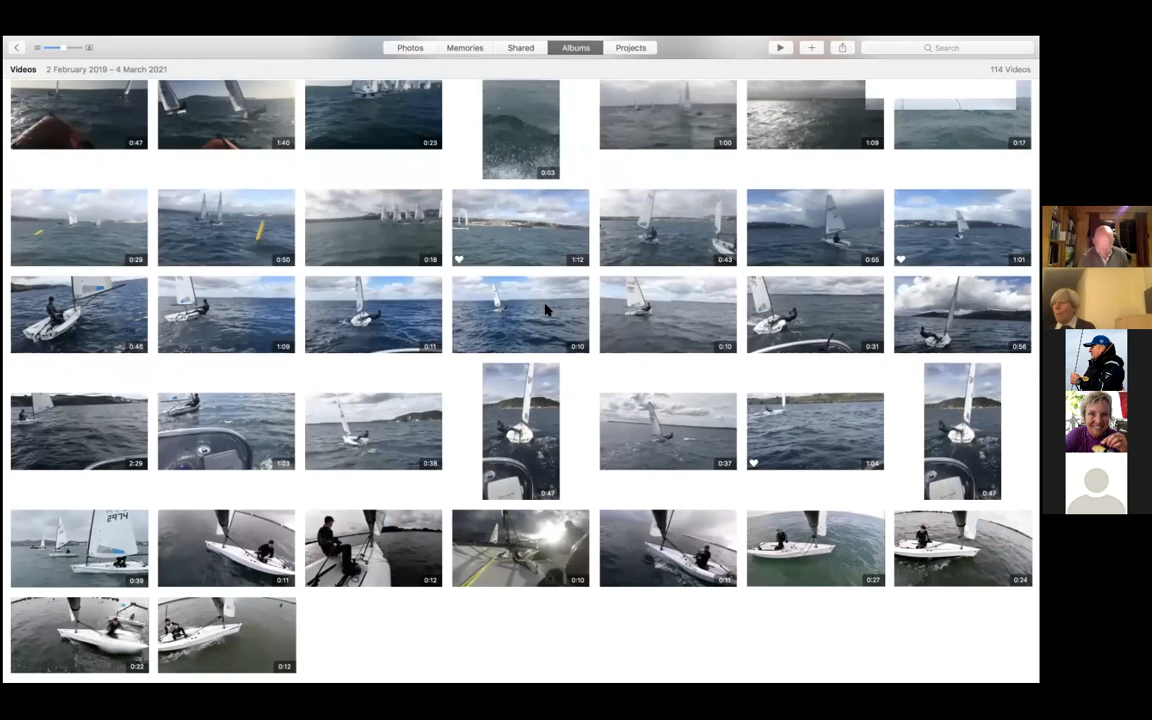 Photos Memories Shared Albums Projects Search
Videos 2 February 2019 – 4 March 2021 114 Videos
0:47 1:40 0:23 0:03 1:00 1:09 0:17
0:29 0:50 0:18 1:12 0:43 0:55 1:01
0:46 1:09 0:11 0:10 0:10 0:31 0:56
2:29 1:03 0:38 0:47 0:37 1:04 0:47
2974
0:39 0:11 0:12 0:10 0:11 0:27 0:24
0:22 0:12